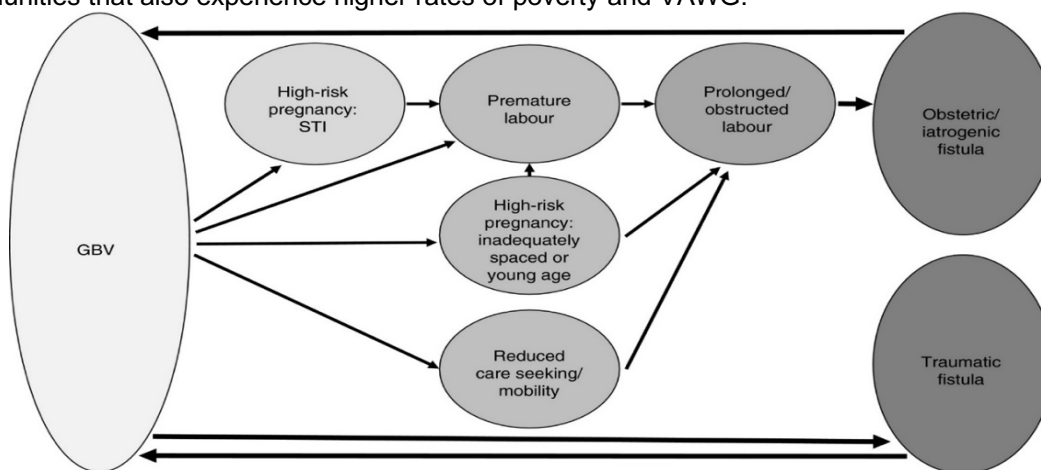 unities that also experience higher rates of poverty and VAWG.
High-risk
pregnancy:
STI
Premature
labour
Prolonged/
obstructed
labour
Obstetric/
iatrogenic
fistula
GBV
High-risk
pregnancy:
inadequately
spaced or
young age
Reduced
care seeking/
mobility
Traumatic
fistula